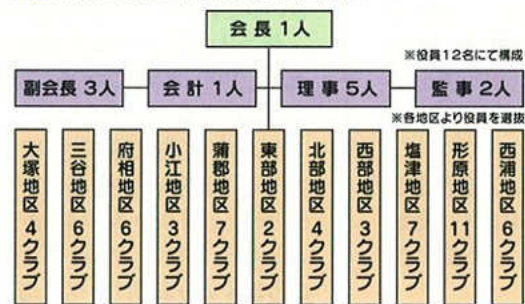 会長 1人
※役員12名にて構成
副会長 3人
会計 1人
理事 5人
監事 2人
※各地区より役員を選抜
大塚地区 4クラブ
三谷地区 6クラブ
府相地区 6クラブ
小江地区 3クラブ
蒲郡地区 7クラブ
東部地区 2クラブ
北部地区 4クラブ
西部地区 3クラブ
塩津地区 7クラブ
形原地区 11クラブ
西浦地区 6クラブ